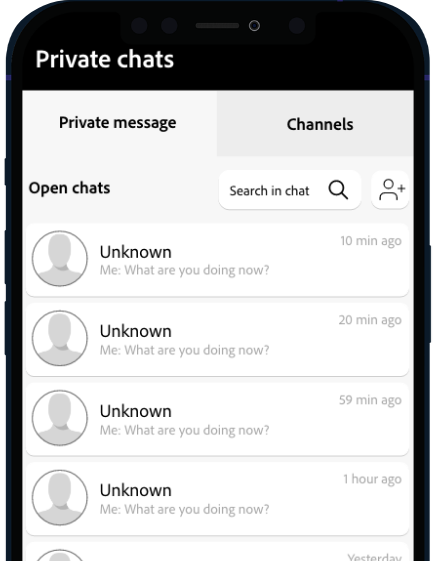 Private chats
Private message
Channels
Open chats
Search in chat
10 min ago
Unknown
Me: What are you doing now?
20 min ago
Unknown
Me: What are you doing now?
59 min ago
Unknown
Me: What are you doing now?
1 hour ago
Unknown
Me: What are you doing now?
Yesterday